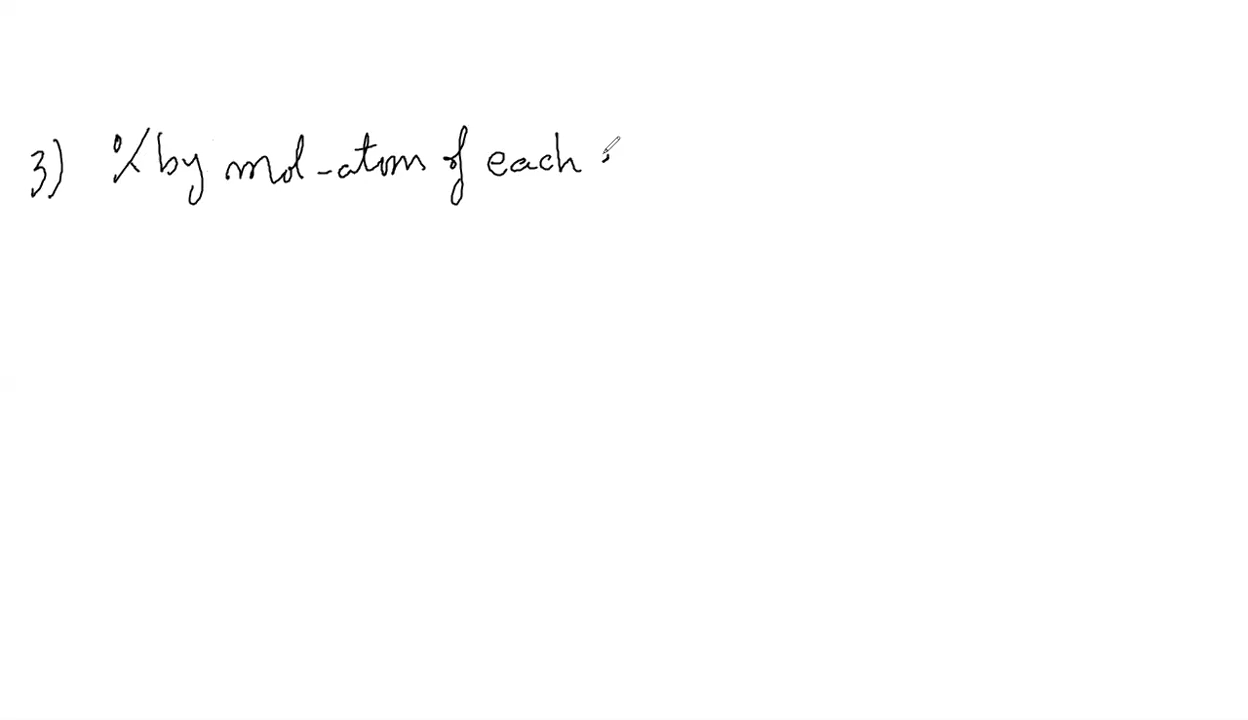 3) % by mol-atom of each